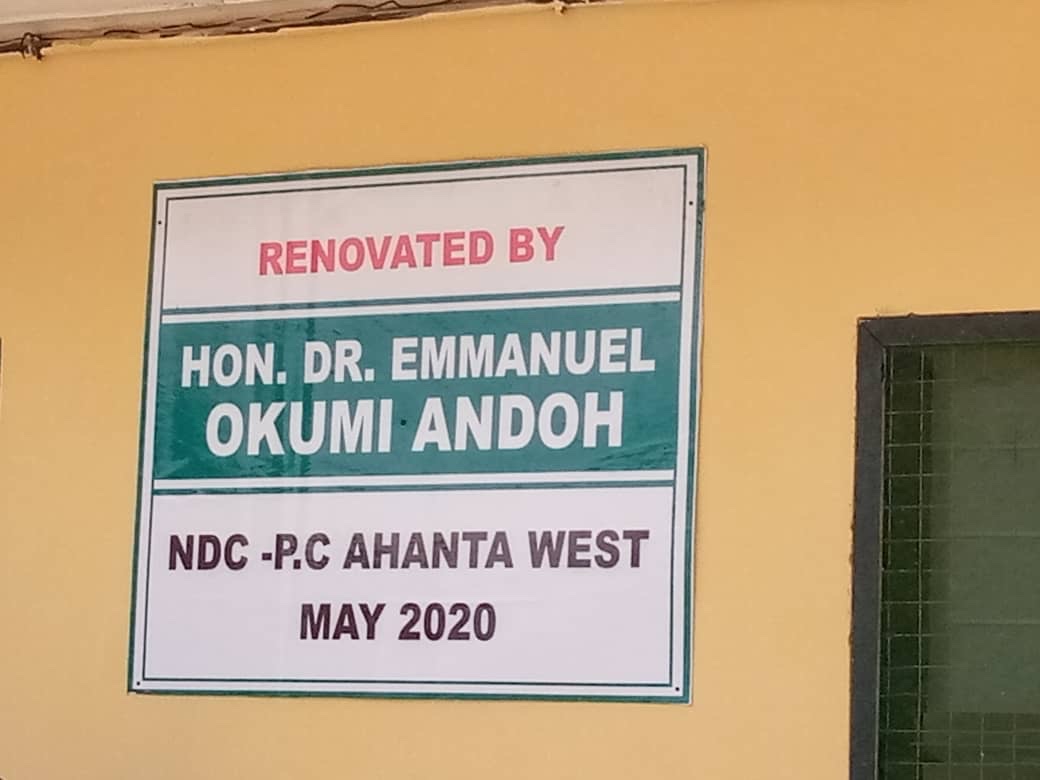 RENOVATED BY
HON. DR. EMMANUEL
OKUMI ANDOH
NDC -P.C AHANTA WEST
MAY 2020